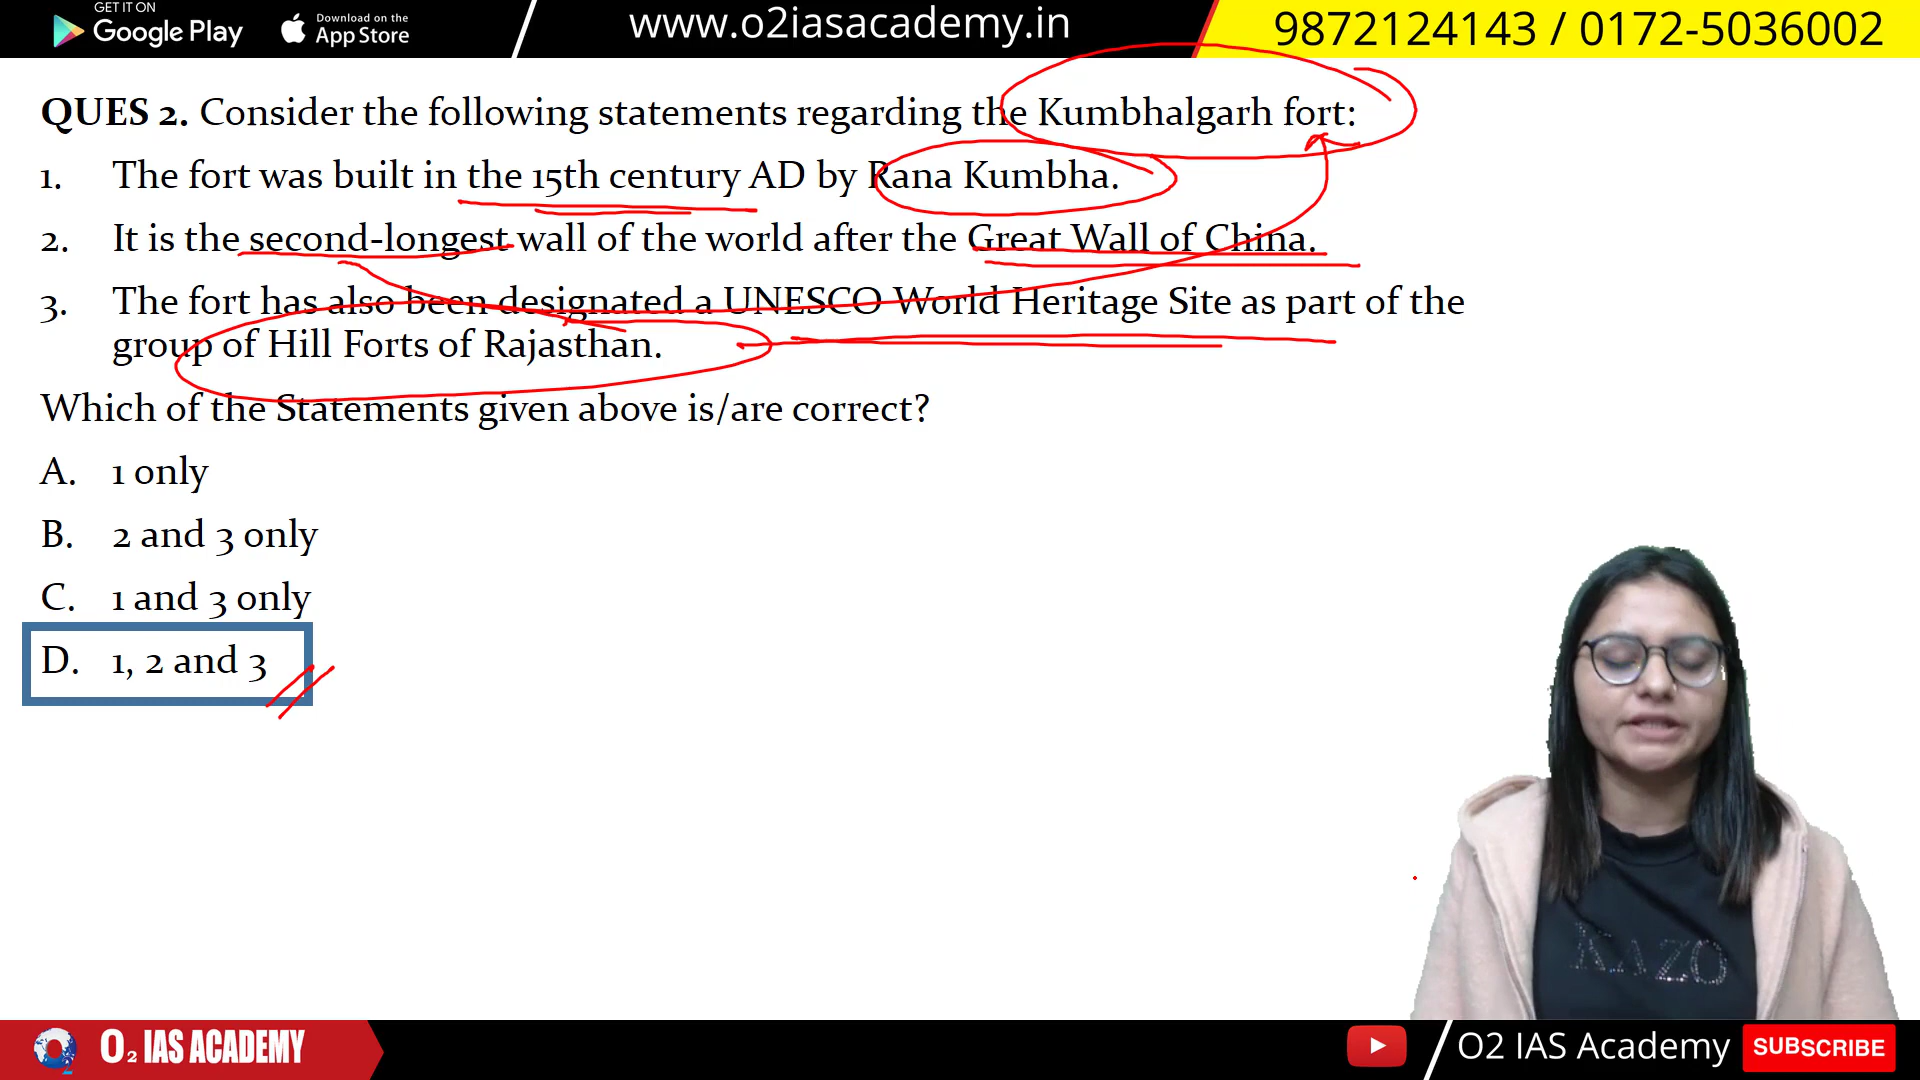 GET IT ON
Google Play
Download on the
App Store
www.o2iasacademy.in
9872124143 / 0172-5036002
QUES 2. Consider the following statements regarding the Kumbhalgarh fort:
1. The fort was built in the 15th century AD by Rana Kumbha.
2. It is the second-longest wall of the world after the Great Wall of China.
3. The fort has also been designated a UNESCO World Heritage Site as part of the
group of Hill Forts of Rajasthan.
Which of the Statements given above is/are correct?
A. 1 only
B. 2 and 3 only
C. 1 and 3 only
D. 1, 2 and 3
KAZO
O2 IAS ACADEMY
O2 IAS Academy
SUBSCRIBE